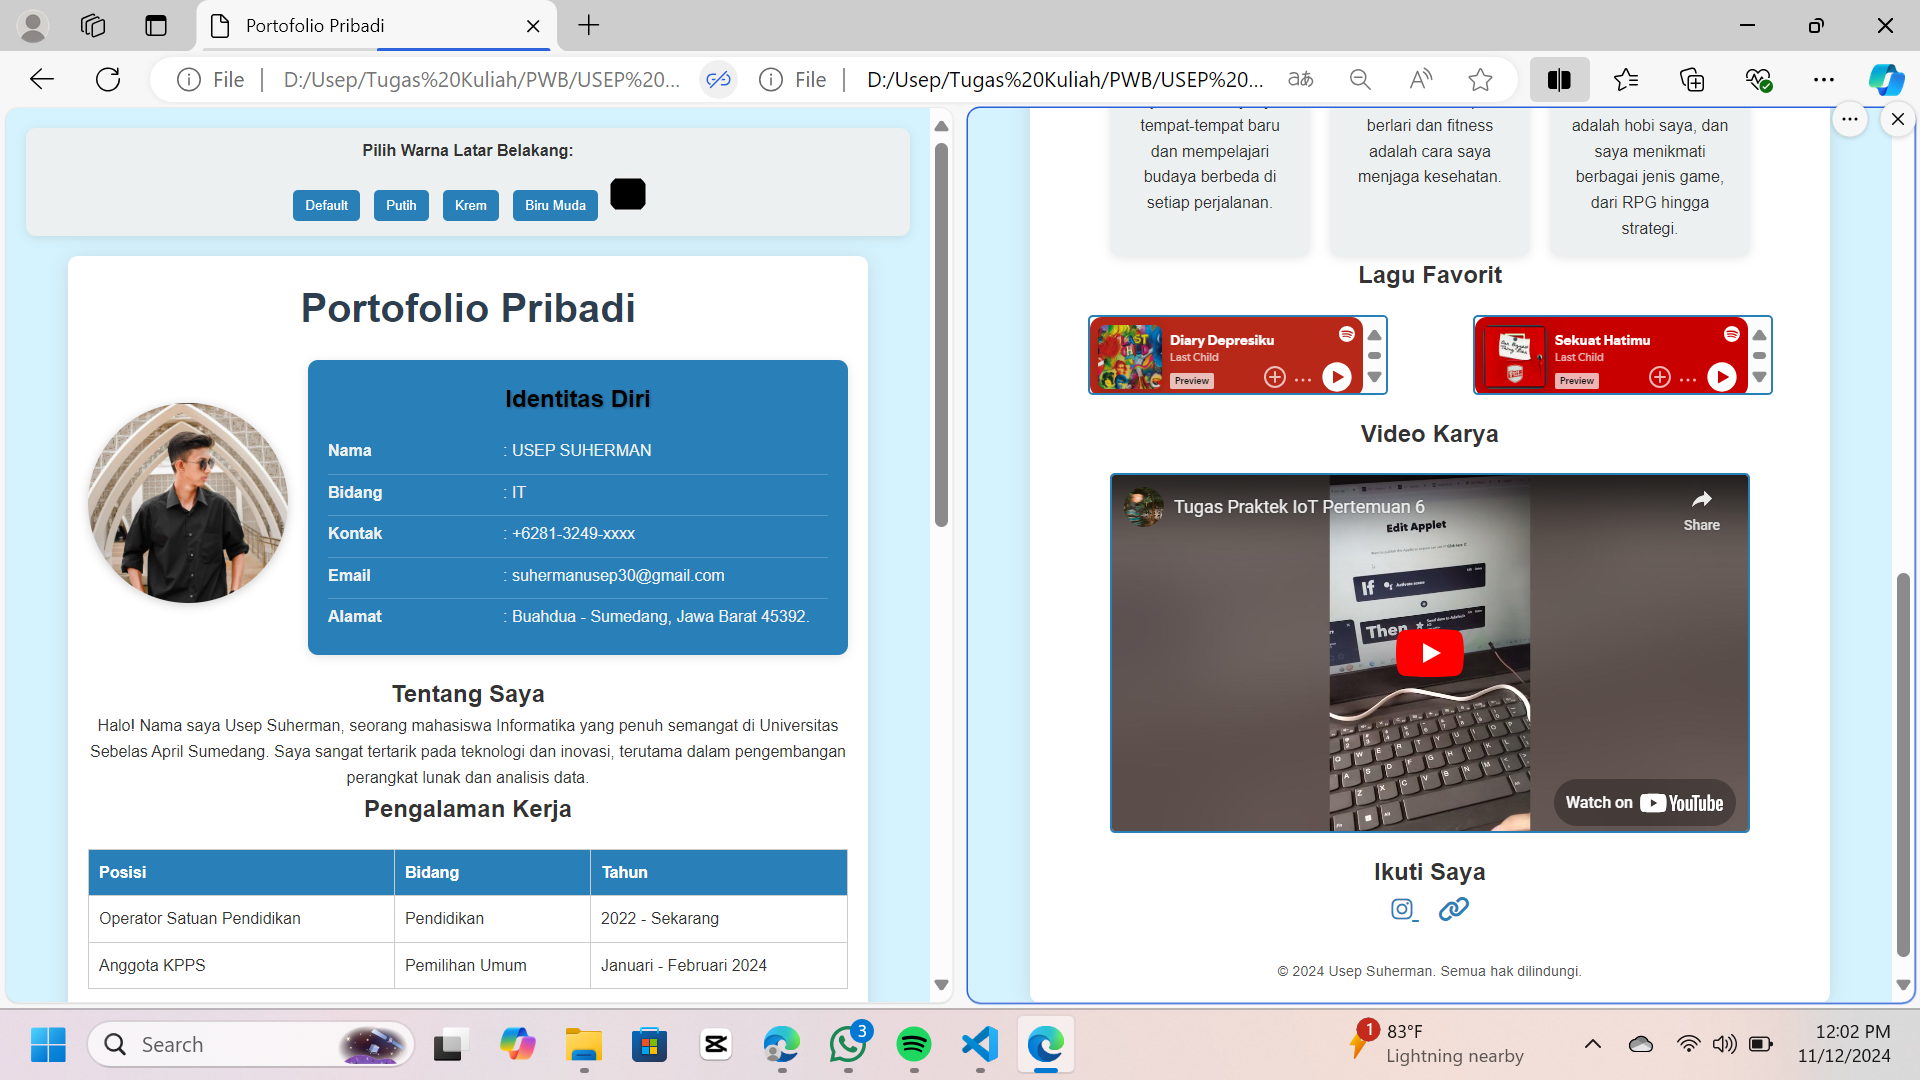 Portofolio Pribadi
File
D:/Usep/Tugas%20Kuliah/PWB/USEP%20...
File
D:/Usep/Tugas%20Kuliah/PWB/USEP%20...
Pilih Warna Latar Belakang:
Default
Putih
Krem
Biru Muda
Portofolio Pribadi
Identitas Diri
Nama : USEP SUHERMAN
Bidang : IT
Kontak : +6281-3249-xxxx
Email : suhermanusep30@gmail.com
Alamat : Buahdua - Sumedang, Jawa Barat 45392.
Tentang Saya
Halo! Nama saya Usep Suherman, seorang mahasiswa Informatika yang penuh semangat di Universitas
Sebelas April Sumedang. Saya sangat tertarik pada teknologi dan inovasi, terutama dalam pengembangan
perangkat lunak dan analisis data.
Pengalaman Kerja
Posisi Bidang Tahun
Operator Satuan Pendidikan Pendidikan 2022 - Sekarang
Anggota KPPS Pemilihan Umum Januari - Februari 2024
tempat-tempat baru
dan mempelajari
budaya berbeda di
setiap perjalanan.
berlari dan fitness
adalah cara saya
menjaga kesehatan.
adalah hobi saya, dan
saya menikmati
berbagai jenis game,
dari RPG hingga
strategi.
Lagu Favorit
Diary Depresiku
Last Child
Preview
Sekuat Hatimu
Last Child
Preview
Video Karya
Tugas Praktek IoT Pertemuan 6
Share
Edit Applet
If
Then
Watch on YouTube
Ikuti Saya
© 2024 Usep Suherman. Semua hak dilindungi.
Search
3
1
83°F
Lightning nearby
12:02 PM
11/12/2024